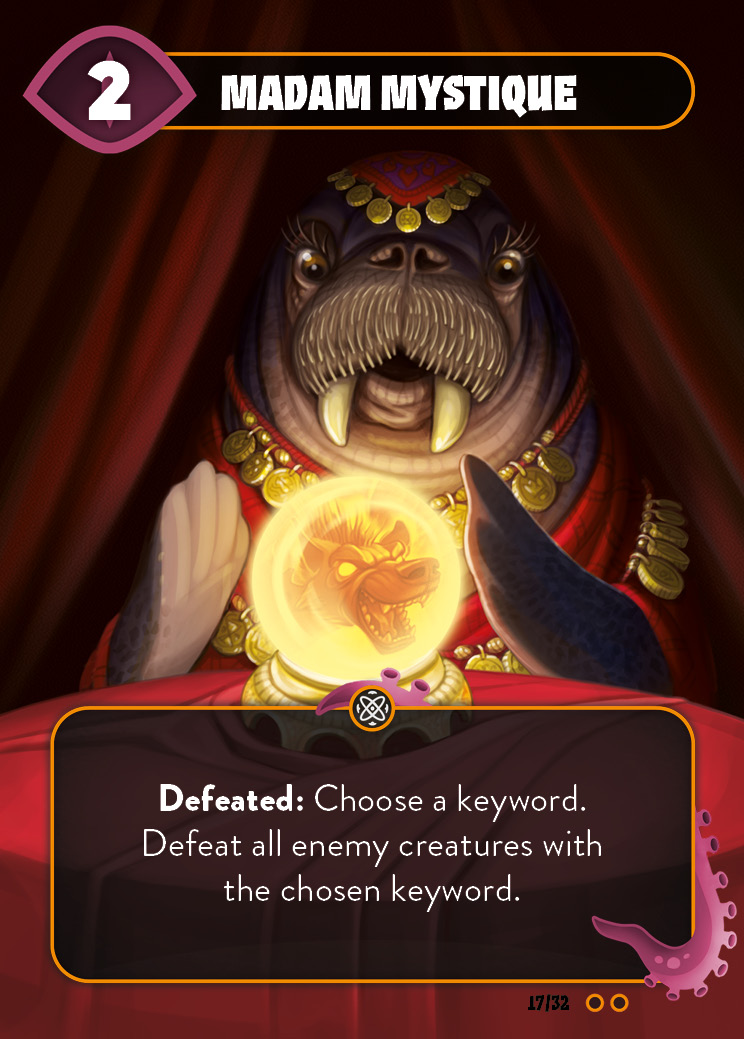 2
MADAM MYSTIQUE
Defeated: Choose a keyword.
Defeat all enemy creatures with
the chosen keyword.
17/32